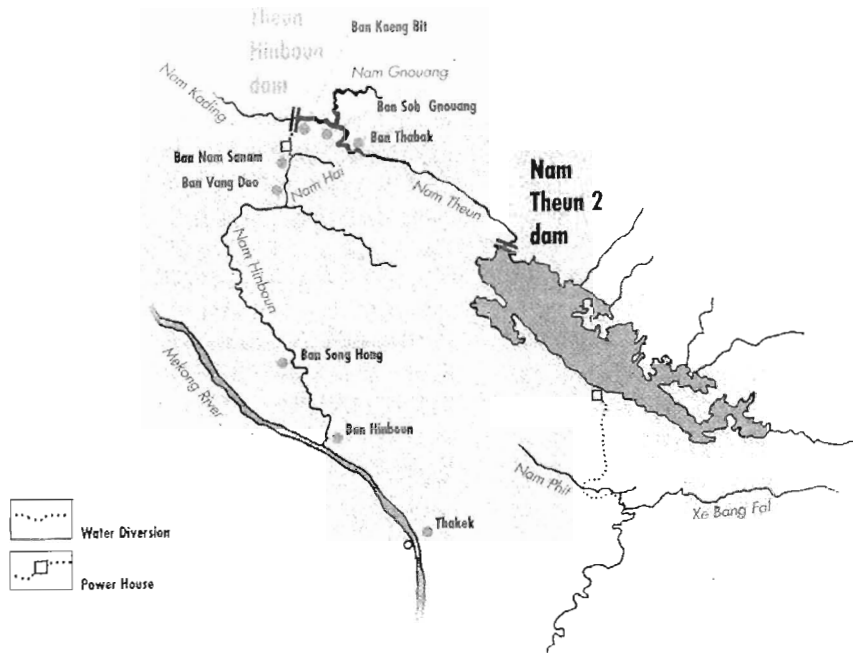 Theun
Hinboun
dam
Ban Kaeng Bit
Nam Gnouang
Nam Kading
Ban Sob Gnouang
Ban Thabak
Ban Nam Sanam
Ban Vang Dao
Nam Hai
Nam Theun
Nam
Theun 2
dam
Nam Hinboun
Mekong River
Ban Song Hong
Ban Hinboun
Nam Phit
Xe Bang Fai
Thakek
Water Diversion
Power House